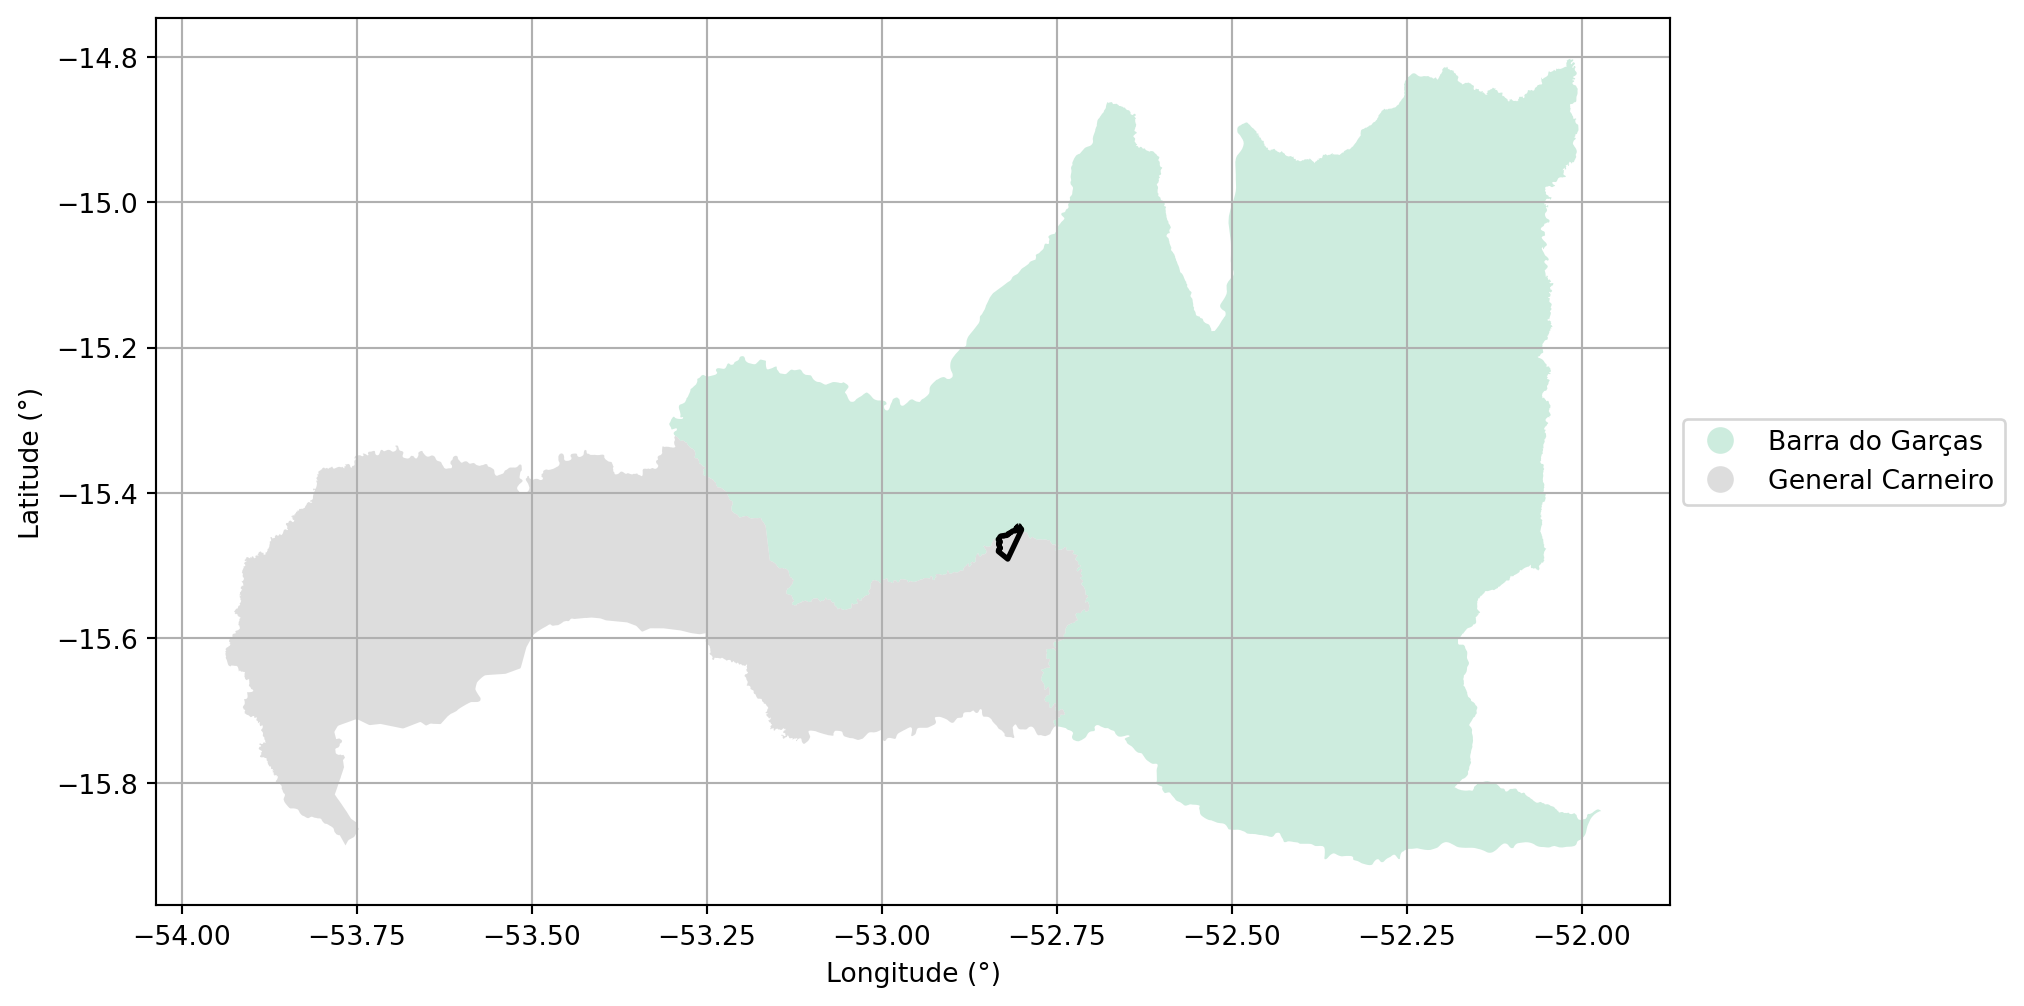 −14.8
−15.0
−15.2
−15.4
−15.6
−15.8
Latitude (°)
−54.00 −53.75 −53.50 −53.25 −53.00 −52.75 −52.50 −52.25 −52.00
Longitude (°)
Barra do Garças
General Carneiro